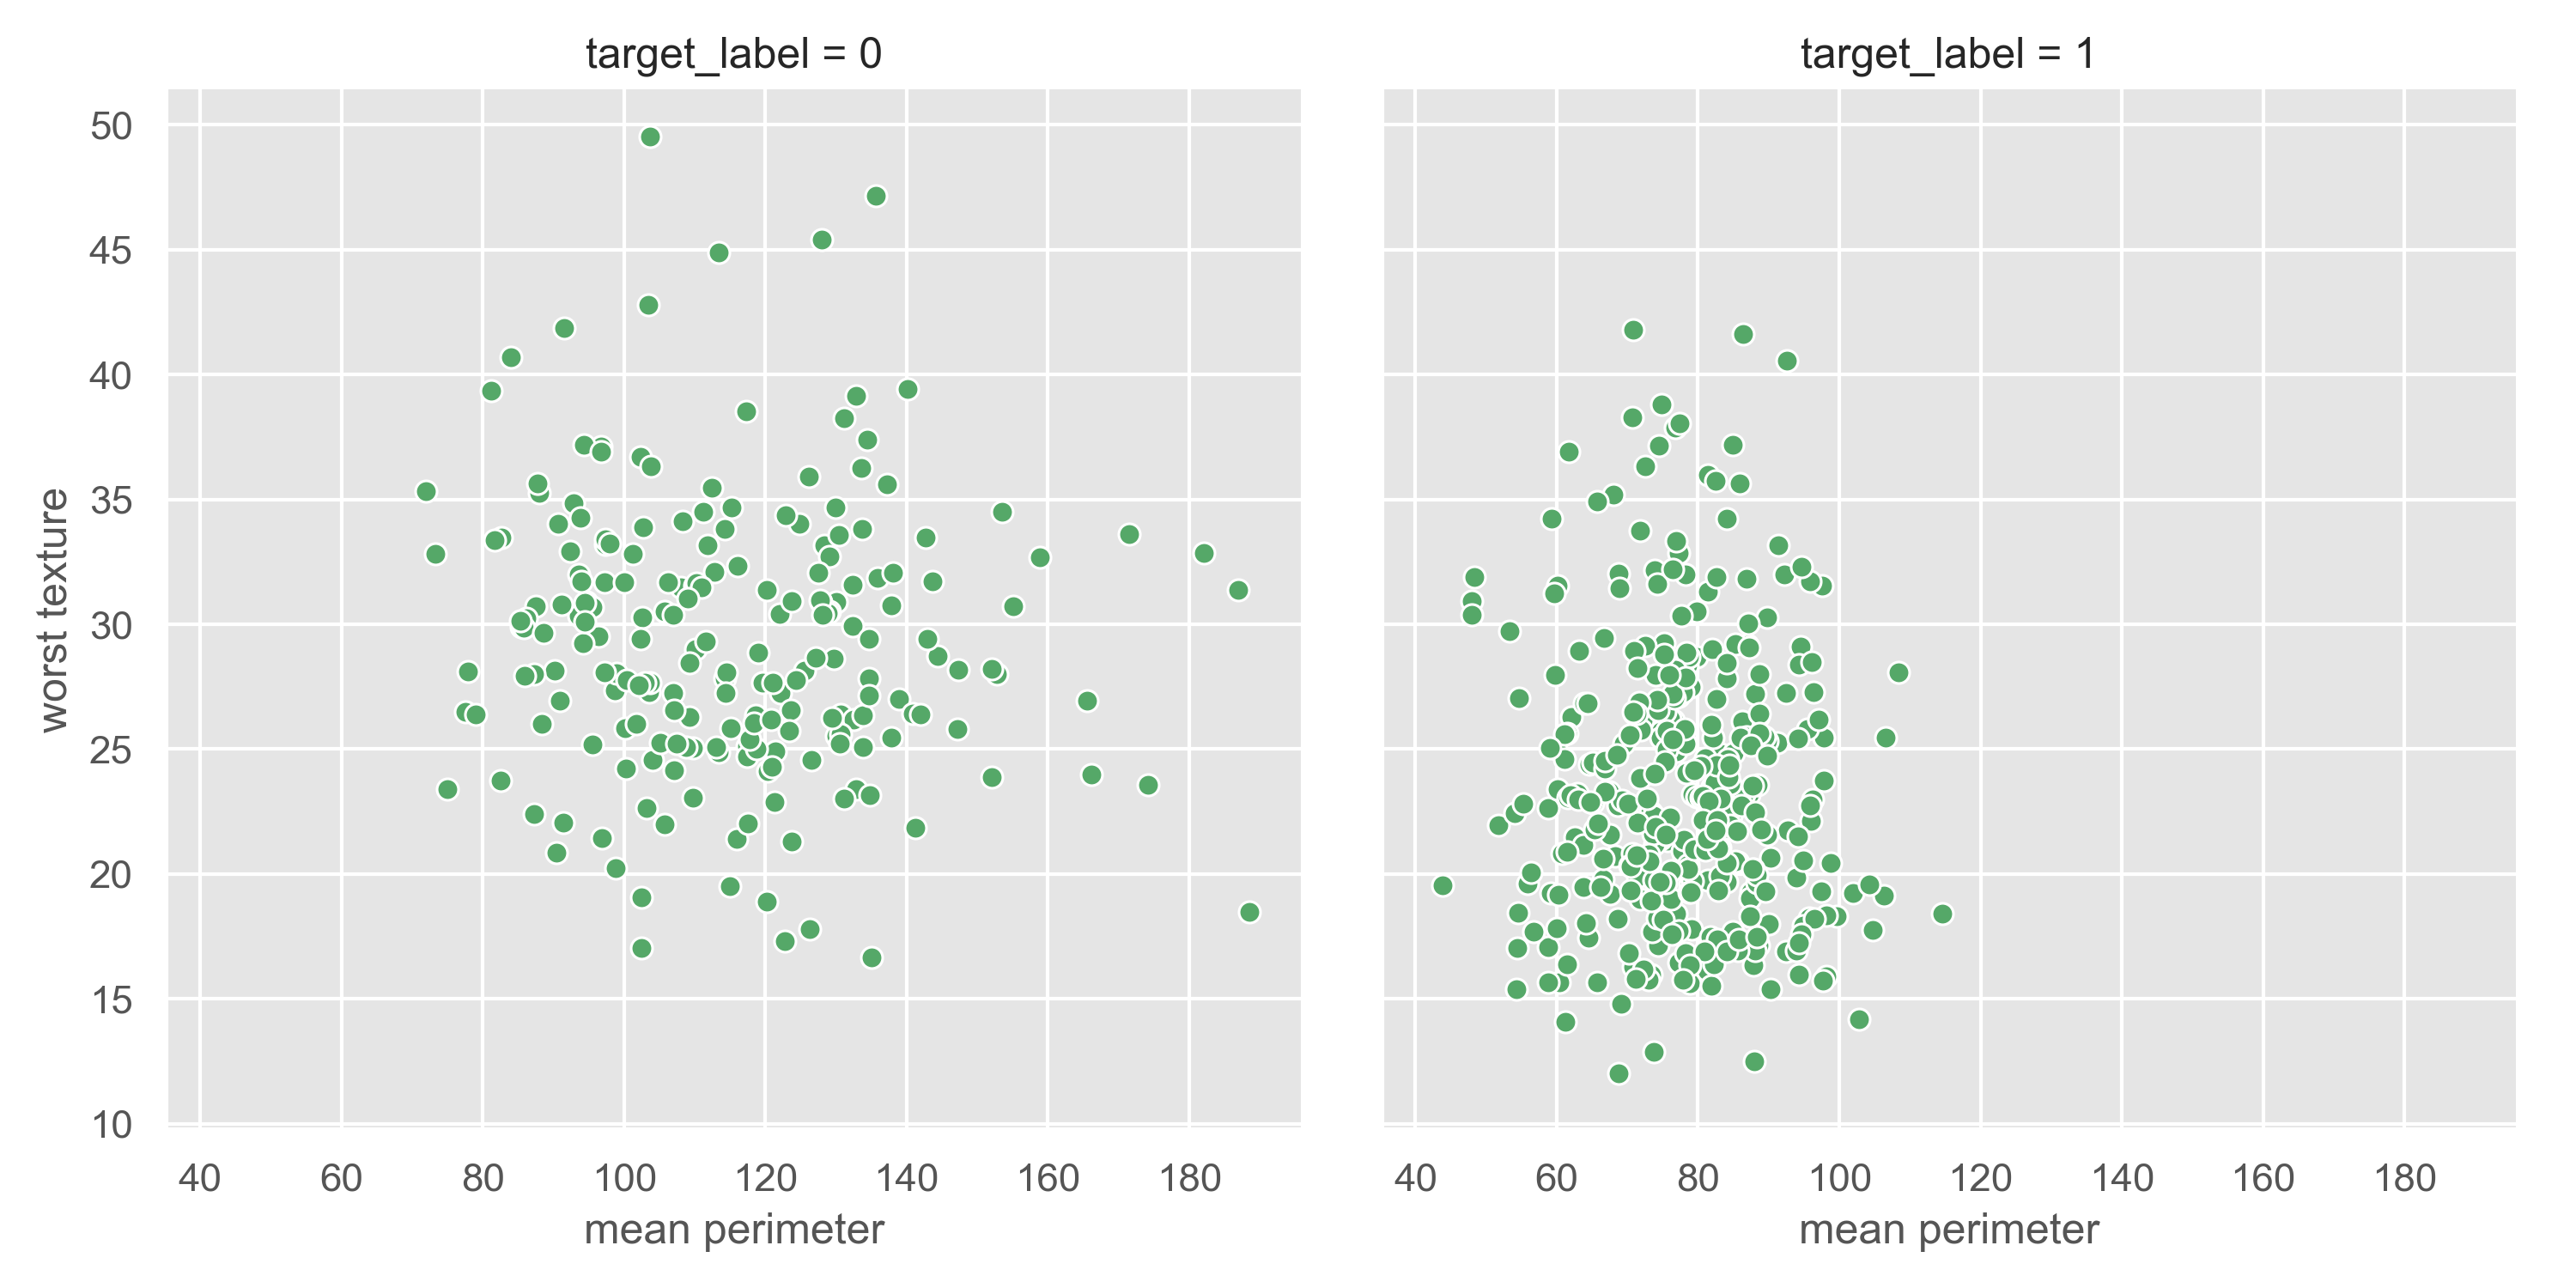 target_label = 0
target_label = 1
50
45
40
35
30
25
20
15
10
worst texture
40 60 80 100 120 140 160 180
40 60 80 100 120 140 160 180
mean perimeter
mean perimeter